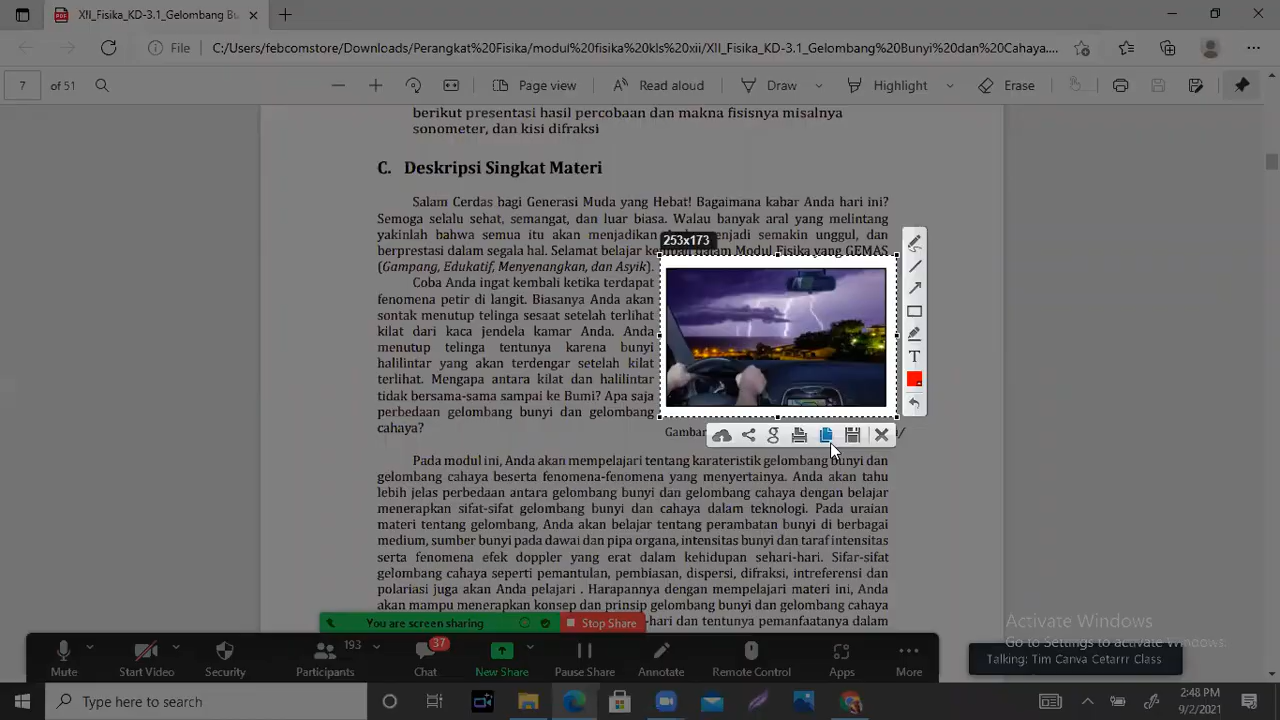 XII_Fisika_KD-3.1_Gelombang Bu
File
C:/Users/febcomstore/Downloads/Perangkat%20Fisika/modul%20fisika%20kls%20xii/XII_Fisika_KD-3.1_Gelombang%20Bunyi%20dan%20Cahaya....
7 of 51
Page view
Read aloud
Draw
Highlight
Erase
berikut presentasi hasil percobaan dan makna fisisnya misalnya
sonometer, dan kisi difraksi
C. Deskripsi Singkat Materi
Salam Cerdas bagi Generasi Muda yang Hebat! Bagaimana kabar Anda hari ini?
Semoga selalu sehat, semangat, dan luar biasa. Walau banyak aral yang melintang
yakinlah bahwa semua itu akan menjadikan menjadi semakin unggul, dan
berprestasi dalam segala hal. Selamat belajar kembali dalam Modul Fisika yang GEMAS
(Gampang, Edukatif, Menyenangkan, dan Asyik).
253x173
Coba Anda ingat kembali ketika terdapat
fenomena petir di langit. Biasanya Anda akan
sontak menutup telinga sesaat setelah terlihat
kilat dari kaca jendela kamar Anda. Anda
menutup telinga tentunya karena bunyi
halilintar yang akan terdengar setelah kilat
terlihat. Mengapa antara kilat dan halilintar
tidak bersama-sama sampai ke Bumi? Apa saja
perbedaan gelombang bunyi dan gelombang
cahaya?
T
Gambar
Pada modul ini, Anda akan mempelajari tentang karateristik gelombang bunyi dan
gelombang cahaya beserta fenomena-fenomena yang menyertainya. Anda akan tahu
lebih jelas perbedaan antara gelombang bunyi dan gelombang cahaya dengan belajar
menerapkan sifat-sifat gelombang bunyi dan cahaya dalam teknologi. Pada uraian
materi tentang gelombang, Anda akan belajar tentang perambatan bunyi di berbagai
medium, sumber bunyi pada dawai dan pipa organa, intensitas bunyi dan taraf intensitas
serta fenomena efek doppler yang erat dalam kehidupan sehari-hari. Sifar-sifat
gelombang cahaya seperti pemantulan, pembiasan, dispersi, difraksi, intreferensi dan
polariasi juga akan Anda pelajari . Harapannya dengan mempelajari materi ini, Anda
akan mampu menerapkan konsep dan prinsip gelombang bunyi dan gelombang cahaya
-hari dan tentunya pemanfaatanya dalam
You are screen sharing
Stop Share
Mute
Start Video
Security
193
Participants
37
Chat
New Share
Pause Share
Annotate
Remote Control
Apps
More
Activate Windows
Go to Settings to activate Windows.
Talking: Tim Canva Cetarrr Class
Type here to search
2:48 PM
9/2/2021